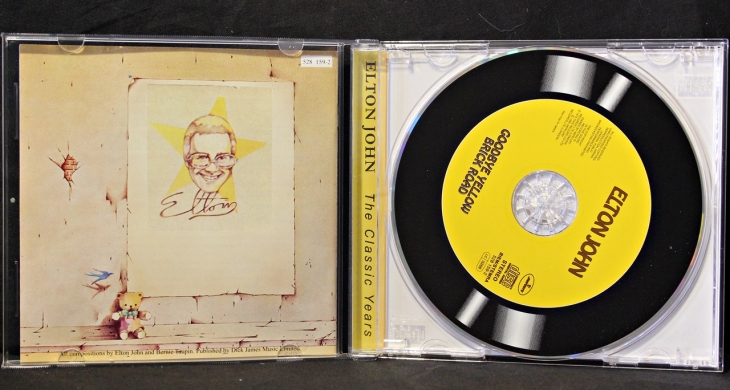 528 159-2
Elton
All compositions by Elton John and Bernie Taupin. Published by Dick James Music Limited.
ELTON JOHN The Classic Years
GOODBYE YELLOW
BRICK ROAD
ELTON JOHN
STEREO